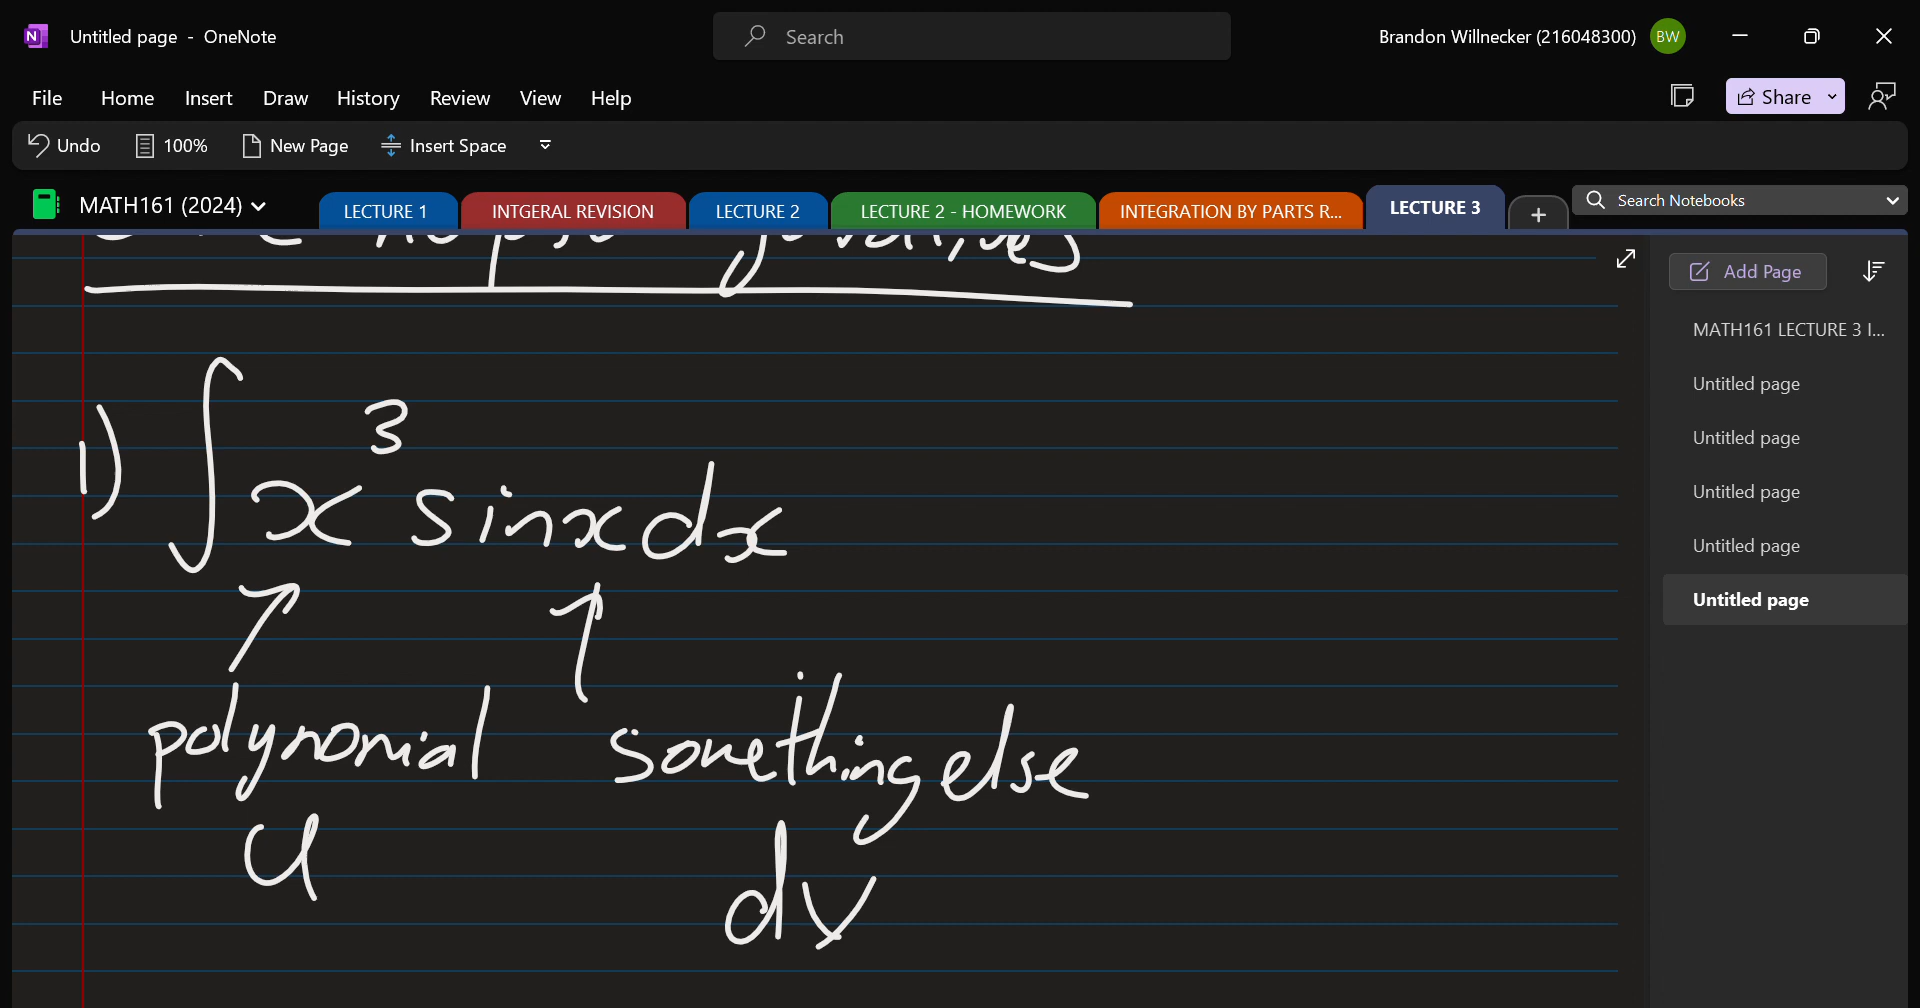 Untitled page - OneNote
Search
Brandon Willnecker (216048300) BW
File Home Insert Draw History Review View Help
Share
Undo 100% New Page Insert Space
MATH161 (2024)
LECTURE 1 INTGERAL REVISION LECTURE 2 LECTURE 2 - HOMEWORK INTEGRATION BY PARTS R... LECTURE 3 +
Search Notebooks
Add Page
MATH161 LECTURE 3 I...
Untitled page
Untitled page
Untitled page
Untitled page
Untitled page
1) ∫ x³ sinx dx
polynomial something else
u dv